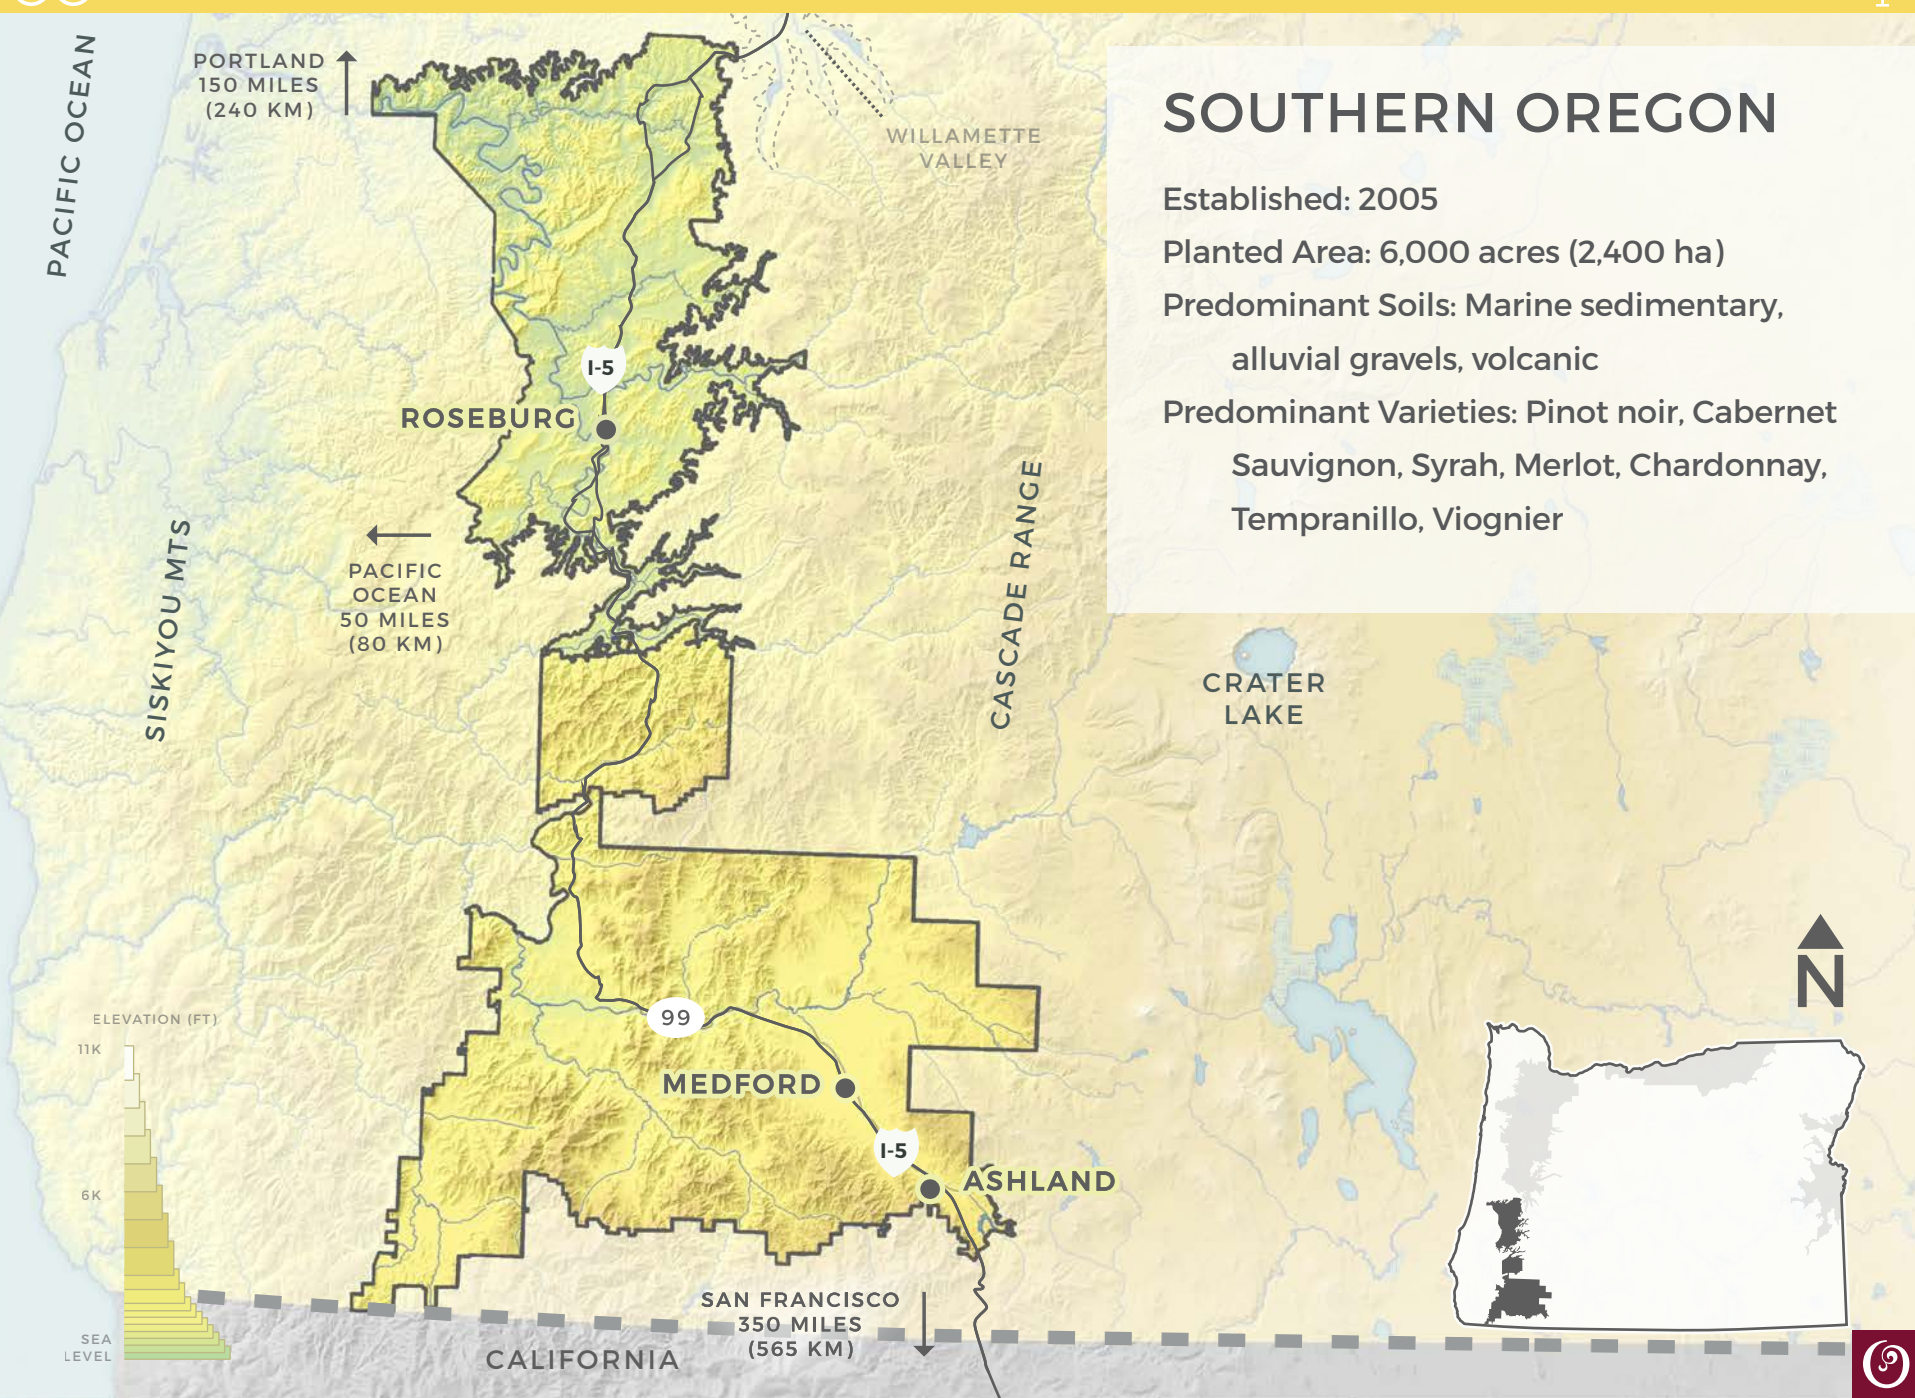 PORTLAND
150 MILES
(240 KM)
PACIFIC OCEAN
WILLAMETTE
VALLEY
SOUTHERN OREGON
Established: 2005
Planted Area: 6,000 acres (2,400 ha)
Predominant Soils: Marine sedimentary,
alluvial gravels, volcanic
Predominant Varieties: Pinot noir, Cabernet
Sauvignon, Syrah, Merlot, Chardonnay,
Tempranillo, Viognier
I-5
ROSEBURG
SISKIYOU MTS
PACIFIC
OCEAN
50 MILES
(80 KM)
CASCADE RANGE
CRATER
LAKE
N
99
MEDFORD
I-5
ASHLAND
ELEVATION (FT)
11K
6K
SEA
LEVEL
SAN FRANCISCO
350 MILES
(565 KM)
CALIFORNIA